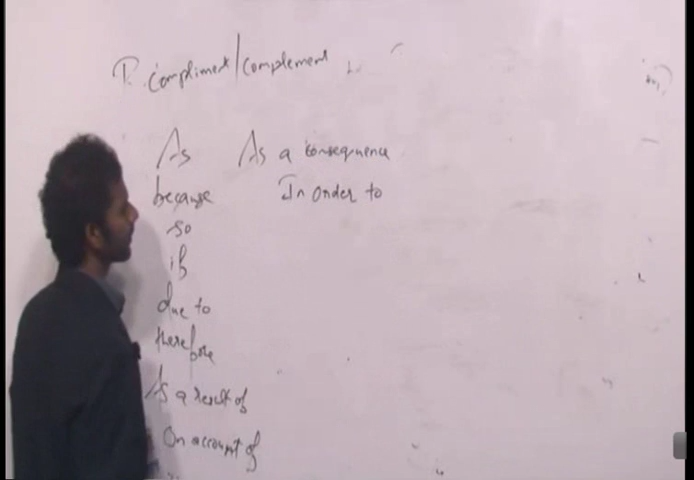 compliment/complement
As As a consequence
because In order to
so
if
due to
therefore
As a result of
On account of